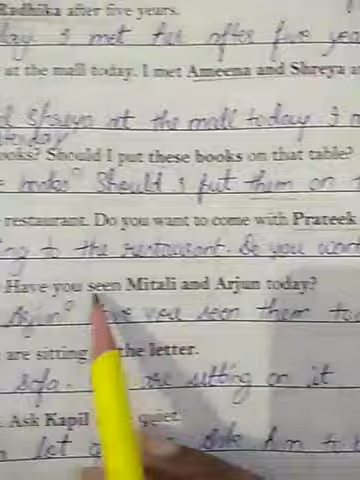 Radhika after five years.
day I met her after five yea
at the mall today. I met Ameena and Shreya a
d Shreya at the mall today. I m
ooks? Should I put these books on that table?
books? Should I put them on t
restaurant. Do you want to come with Prateek
ing to the restaurant. Do you want
Have you seen Mitali and Arjun today?
Arjun? you seen them to
are sitting the letter.
sofa. are sitting on it
Ask Kapil quiet.
let Ask him to